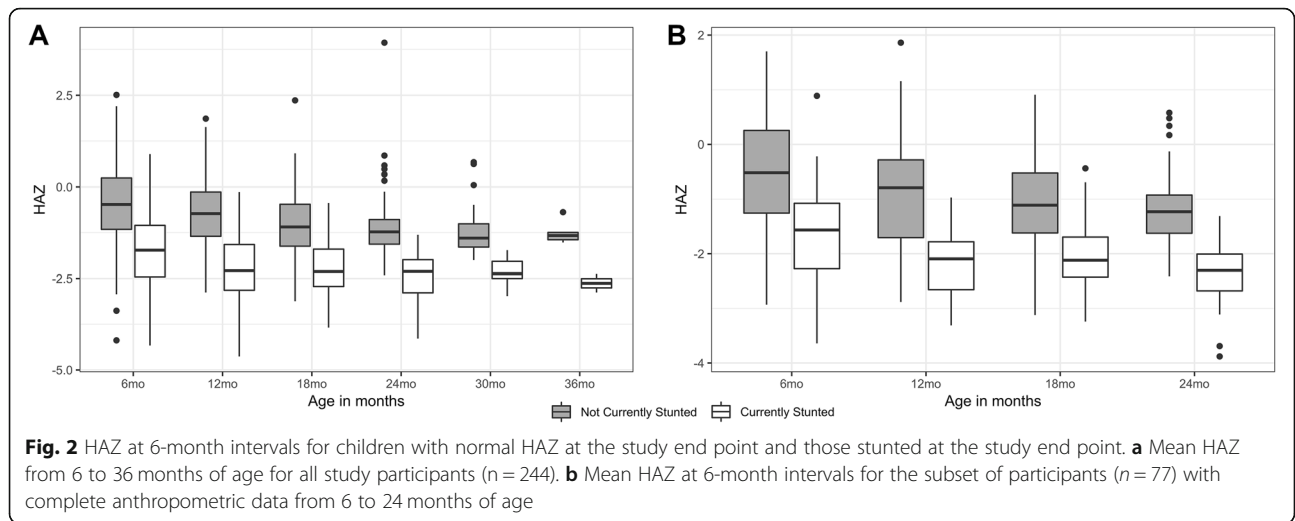 A
B
2.5
0.0
-2.5
-5.0
HAZ
6mo 12mo 18mo 24mo 30mo 36mo
Age in months
2
0
-2
-4
HAZ
6mo 12mo 18mo 24mo
Age in months
Not Currently Stunted Currently Stunted
Fig. 2 HAZ at 6-month intervals for children with normal HAZ at the study end point and those stunted at the study end point. a Mean HAZ
from 6 to 36 months of age for all study participants (n = 244). b Mean HAZ at 6-month intervals for the subset of participants (n = 77) with
complete anthropometric data from 6 to 24 months of age